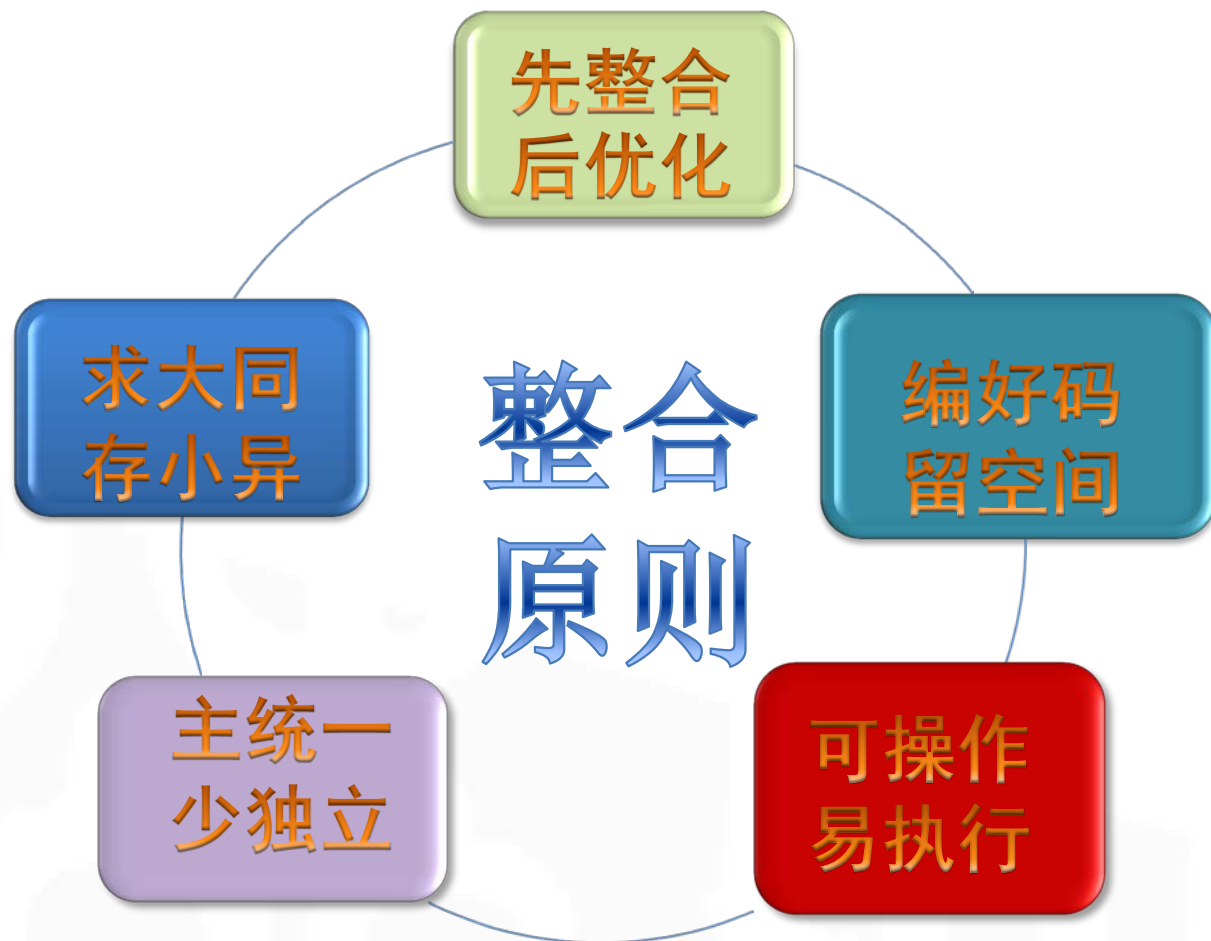 先整合
后优化
求大同
存小异
整合
原则
编好码
留空间
主统一
少独立
可操作
易执行